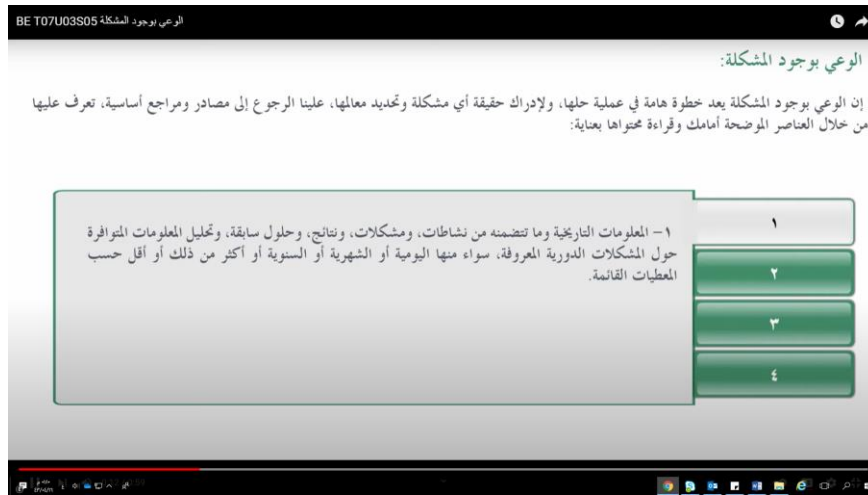 BE T07U03S05 الوعي بوجود المشكلة
الوعي بوجود المشكلة:
إن الوعي بوجود المشكلة يعد خطوة هامة في عملية حلها، ولإدراك حقيقة أي مشكلة وتحديد معالمها، علينا الرجوع إلى مصادر ومراجع أساسية، تعرف عليها
من خلال العناصر الموضحة أمامك وقراءة محتواها بعناية:
١- المعلومات التاريخية وما تتضمنه من نشاطات، ومشكلات، ونتائج، وحلول سابقة، وتحليل المعلومات المتوافرة
حول المشكلات الدورية المعروفة، سواء منها اليومية أو الشهرية أو السنوية أو أكثر من ذلك أو أقل حسب
المعطيات القائمة.
١
٢
٣
٤